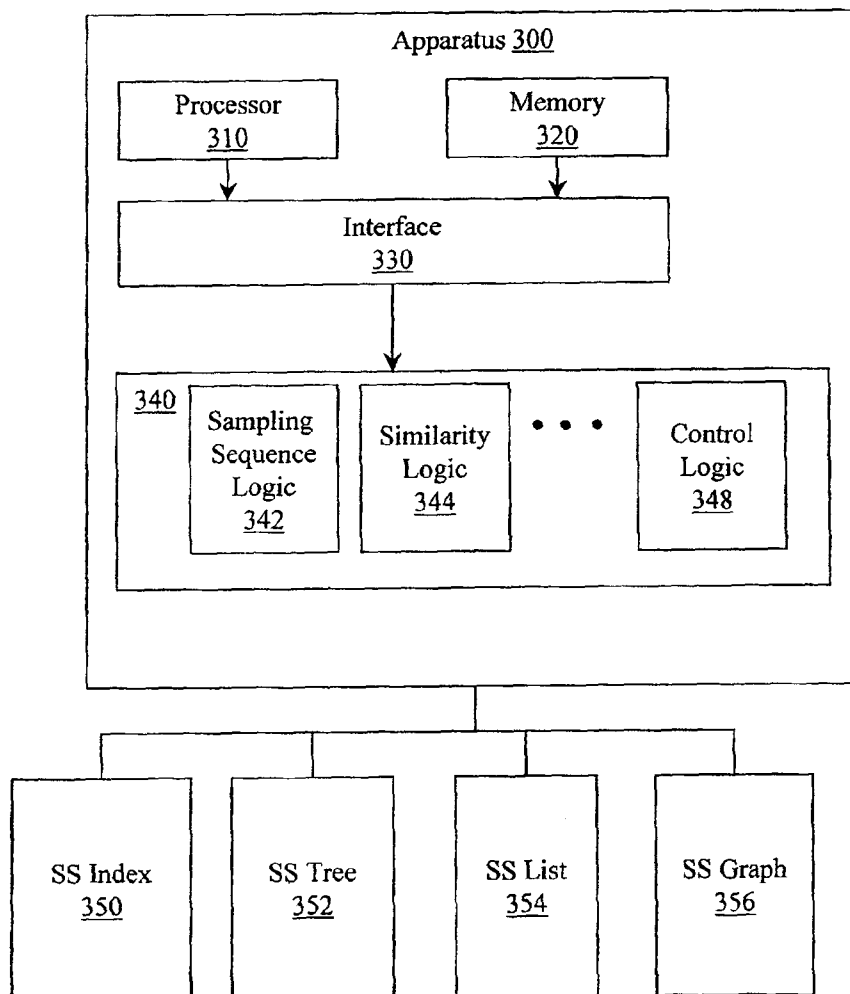 Apparatus 300
Processor
310
Memory
320
Interface
330
340
Sampling
Sequence
Logic
342
Similarity
Logic
344
Control
Logic
348
SS Index
350
SS Tree
352
SS List
354
SS Graph
356